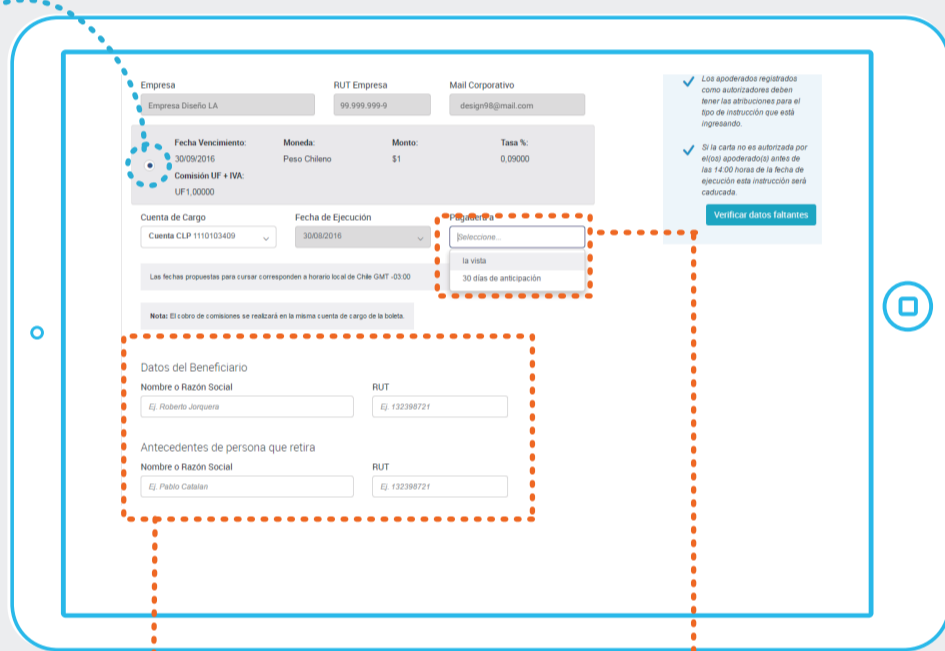 Empresa
RUT Empresa
Mail Corporativo
Empresa Diseño LA
99.999.999-9
design98@mail.com
Fecha Vencimiento:
Moneda:
Monto:
Tasa %:
30/09/2016
Peso Chileno
$1
0,09000
Comisión UF + IVA:
UF1,00000
Cuenta de Cargo
Fecha de Ejecución
Pagadera a
Cuenta CLP 1110103409
30/08/2016
Seleccione...
la vista
30 días de anticipación
Las fechas propuestas para cursar corresponden a horario local de Chile GMT -03:00
Nota: El cobro de comisiones se realizará en la misma cuenta de cargo de la boleta.
Datos del Beneficiario
Nombre o Razón Social
RUT
Ej. Roberto Jorquera
Ej. 132398721
Antecedentes de persona que retira
Nombre o Razón Social
RUT
Ej. Pablo Catalan
Ej. 132398721
Los apoderados registrados
como autorizadores deben
tener las atribuciones para el
tipo de instrucción que está
ingresando.
Si la carta no es autorizada por
el(os) apoderado(s) antes de
las 14:00 horas de la fecha de
ejecución esta instrucción será
caducada.
Verificar datos faltantes